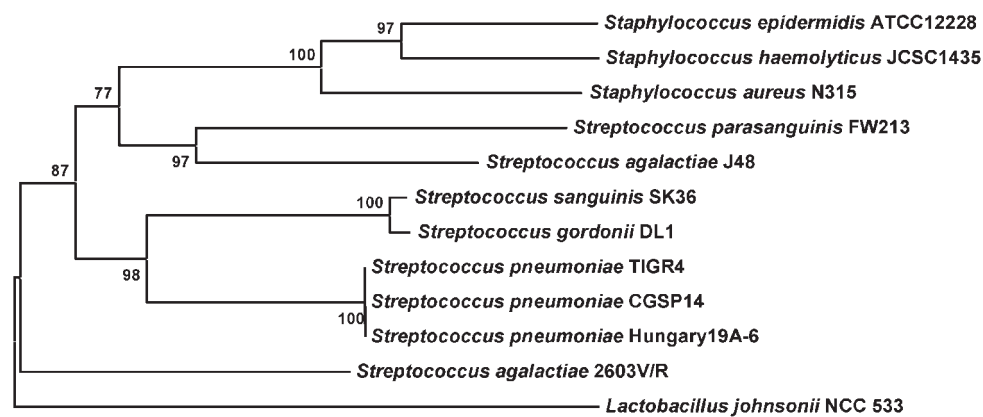 Staphylococcus epidermidis ATCC12228
97
Staphylococcus haemolyticus JCSC1435
100
Staphylococcus aureus N315
77
Streptococcus parasanguinis FW213
97
Streptococcus agalactiae J48
87
Streptococcus sanguinis SK36
100
Streptococcus gordonii DL1
98
Streptococcus pneumoniae TIGR4
Streptococcus pneumoniae CGSP14
100
Streptococcus pneumoniae Hungary19A-6
Streptococcus agalactiae 2603V/R
Lactobacillus johnsonii NCC 533